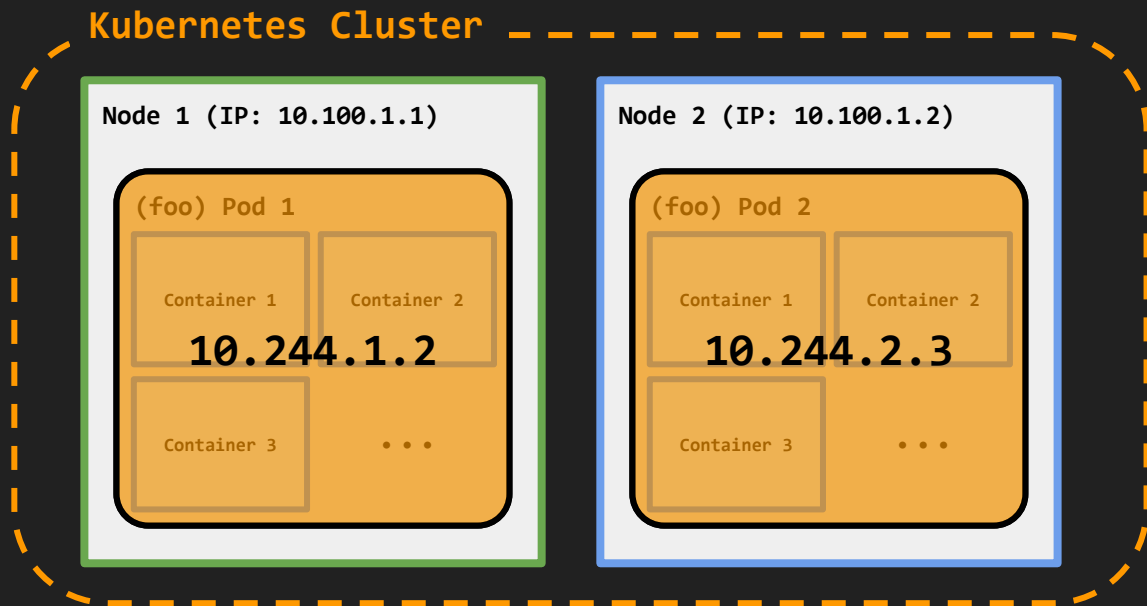 Kubernetes Cluster
Node 1 (IP: 10.100.1.1)
(foo) Pod 1
Container 1
Container 2
10.244.1.2
Container 3
...
Node 2 (IP: 10.100.1.2)
(foo) Pod 2
Container 1
Container 2
10.244.2.3
Container 3
...